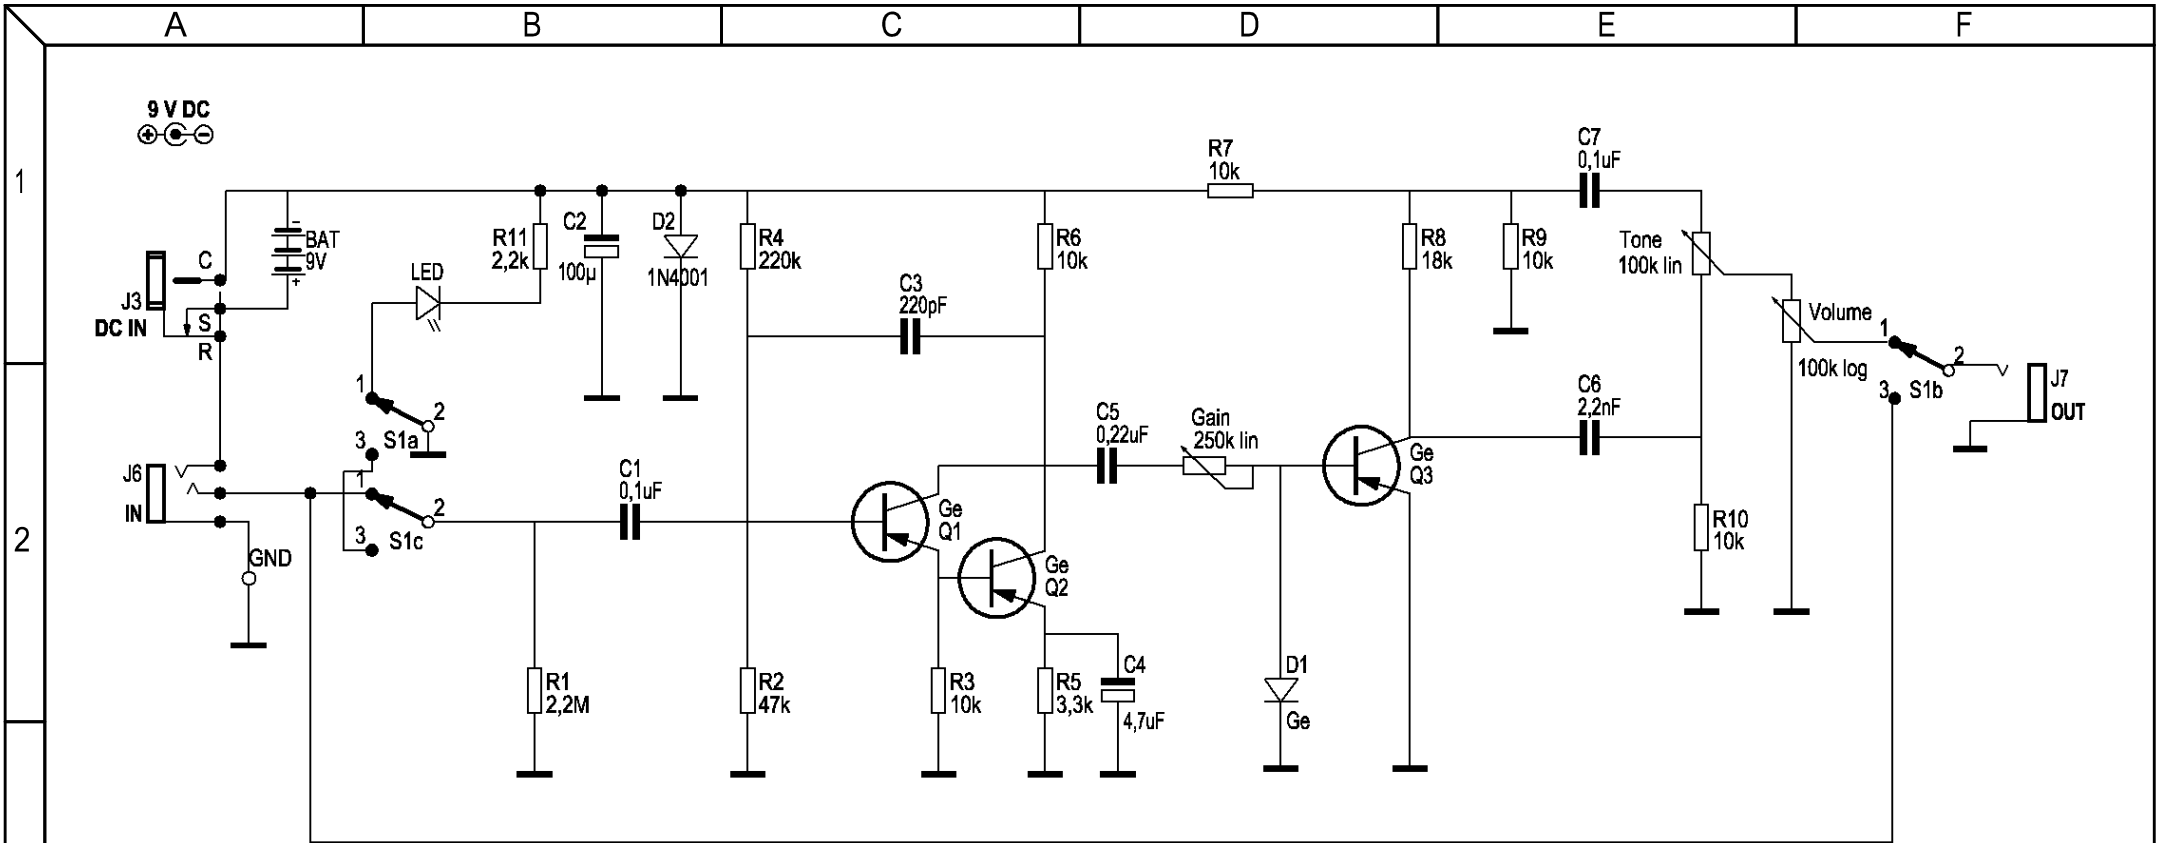 A B C D E F
1
2
9 V DC
+ −
C
J3
S
DC IN
R
−
BAT
9V
+
LED
R11
2,2k
C2
100µ
D2
1N4001
R4
220k
C3
220pF
R6
10k
R7
10k
R8
18k
R9
10k
C7
0,1uF
Tone
100k lin
Volume
100k log
1
2
3
S1b
J7
OUT
1
2
3
S1a
J6
IN
GND
1
2
3
S1c
C1
0,1uF
Ge
Q1
Ge
Q2
C5
0,22uF
Gain
250k lin
Ge
Q3
C6
2,2nF
R10
10k
R1
2,2M
R2
47k
R3
10k
R5
3,3k
C4
4,7uF
D1
Ge